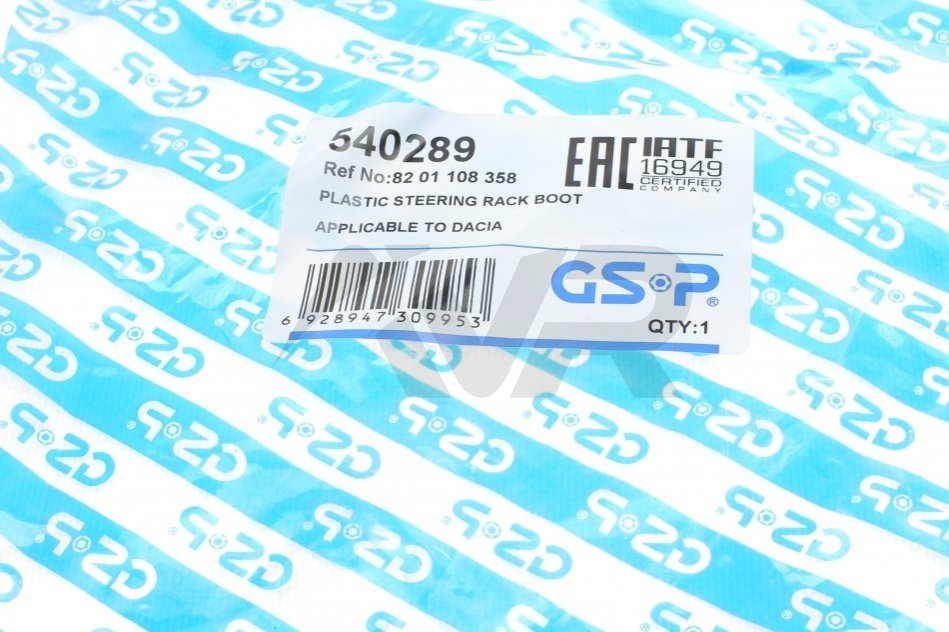 540289
Ref No:82 01 108 358
PLASTIC STEERING RACK BOOT
APPLICABLE TO DACIA
EAC
IATF
16949
CERTIFIED
COMPANY
6 928947 309953
GSP®
QTY:1
KVR